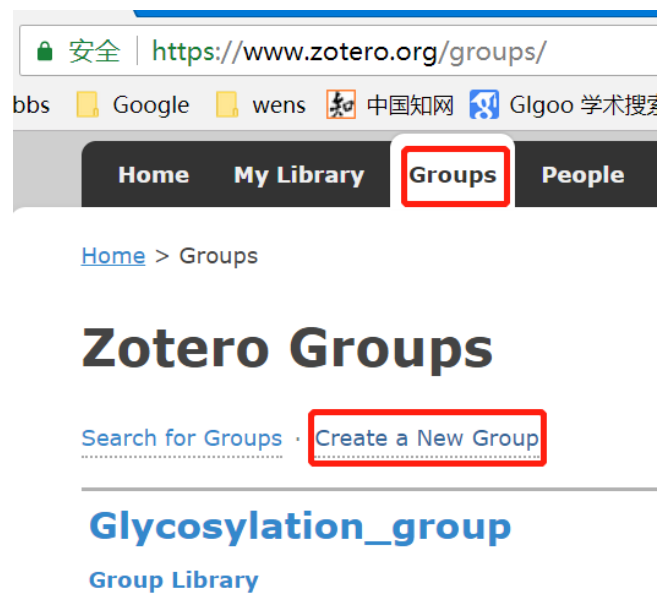 安全 https://www.zotero.org/groups/
bbs Google wens 知 中国知网 Glgoo 学术搜索
Home My Library Groups People
Home > Groups
Zotero Groups
Search for Groups · Create a New Group
Glycosylation_group
Group Library